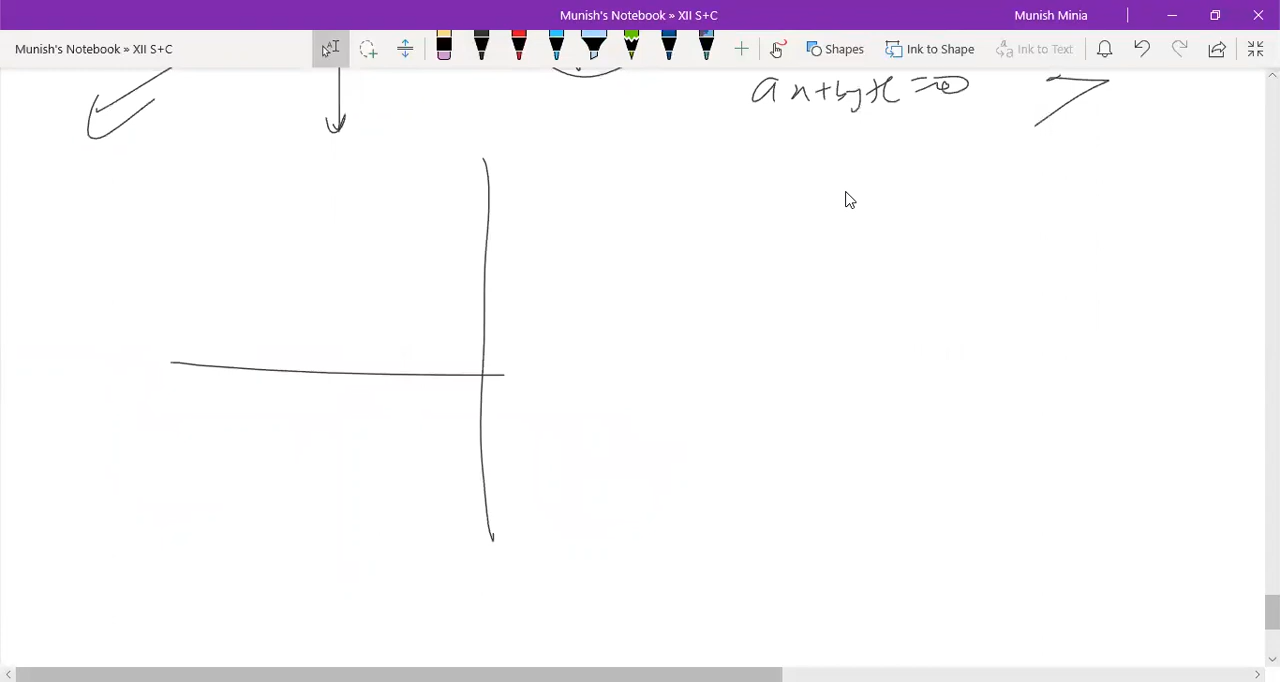 Munish's Notebook » XII S+C
Munish Minia
Munish's Notebook » XII S+C
Shapes
Ink to Shape
Ink to Text
ax+by+c=0